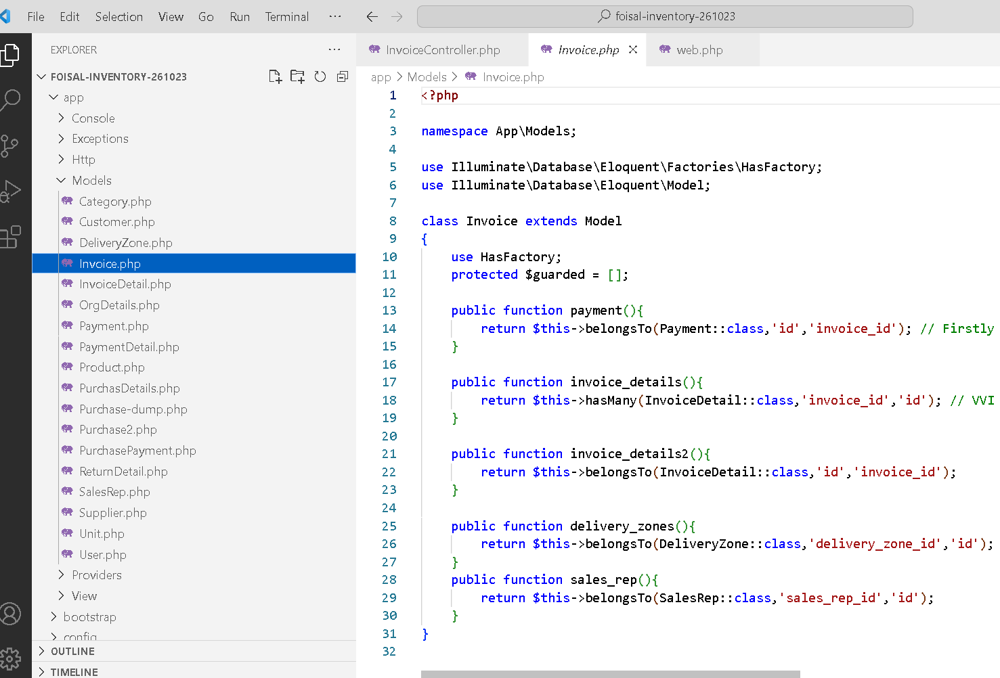 File Edit Selection View Go Run Terminal ··· foisal-inventory-261023
EXPLORER ···
FOISAL-INVENTORY-261023
app
Console
Exceptions
Http
Models
Category.php
Customer.php
DeliveryZone.php
Invoice.php
InvoiceDetail.php
OrgDetails.php
Payment.php
PaymentDetail.php
Product.php
PurchasDetails.php
Purchase-dump.php
Purchase2.php
PurchasePayment.php
ReturnDetail.php
SalesRep.php
Supplier.php
Unit.php
User.php
Providers
View
bootstrap
config
OUTLINE
TIMELINE
InvoiceController.php Invoice.php web.php
app > Models > Invoice.php
1 <?php
2
3 namespace App\Models;
4
5 use Illuminate\Database\Eloquent\Factories\HasFactory;
6 use Illuminate\Database\Eloquent\Model;
7
8 class Invoice extends Model
9 {
10 use HasFactory;
11 protected $guarded = [];
12
13 public function payment(){
14 return $this->belongsTo(Payment::class,'id','invoice_id'); // Firstly
15 }
16
17 public function invoice_details(){
18 return $this->hasMany(InvoiceDetail::class,'invoice_id','id'); // VVI
19 }
20
21 public function invoice_details2(){
22 return $this->belongsTo(InvoiceDetail::class,'id','invoice_id');
23 }
24
25 public function delivery_zones(){
26 return $this->belongsTo(DeliveryZone::class,'delivery_zone_id','id');
27 }
28 public function sales_rep(){
29 return $this->belongsTo(SalesRep::class,'sales_rep_id','id');
30 }
31 }
32